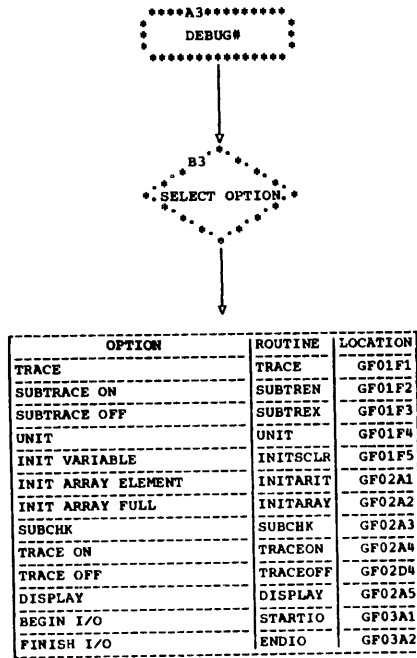 A3
DEBUG#
B3
SELECT OPTION
OPTION ROUTINE LOCATION
TRACE TRACE GF01F1
SUBTRACE ON SUBTREN GF01F2
SUBTRACE OFF SUBTREX GF01F3
UNIT UNIT GF01F4
INIT VARIABLE INITSCLR GF01F5
INIT ARRAY ELEMENT INITARIT GF02A1
INIT ARRAY FULL INITARAY GF02A2
SUBCHK SUBCHK GF02A3
TRACE ON TRACEON GF02A4
TRACE OFF TRACEOFF GF02D4
DISPLAY DISPLAY GF02A5
BEGIN I/O STARTIO GF03A1
FINISH I/O ENDIO GF03A2